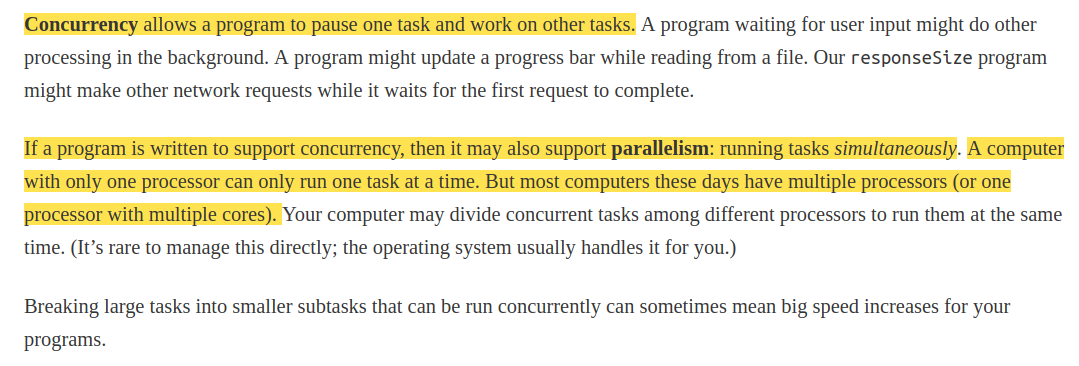 Concurrency allows a program to pause one task and work on other tasks. A program waiting for user input might do other
processing in the background. A program might update a progress bar while reading from a file. Our responseSize program
might make other network requests while it waits for the first request to complete.
If a program is written to support concurrency, then it may also support parallelism: running tasks simultaneously. A computer
with only one processor can only run one task at a time. But most computers these days have multiple processors (or one
processor with multiple cores). Your computer may divide concurrent tasks among different processors to run them at the same
time. (It’s rare to manage this directly; the operating system usually handles it for you.)
Breaking large tasks into smaller subtasks that can be run concurrently can sometimes mean big speed increases for your
programs.